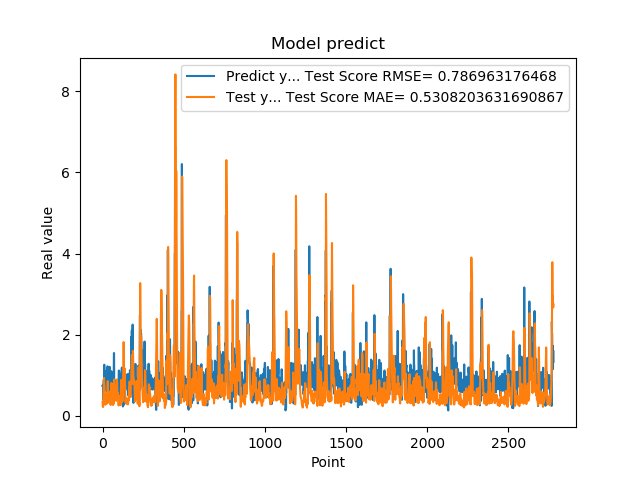 Model predict
Predict y... Test Score RMSE= 0.786963176468
Test y... Test Score MAE= 0.5308203631690867
Real value
8
6
4
2
0
0 500 1000 1500 2000 2500
Point